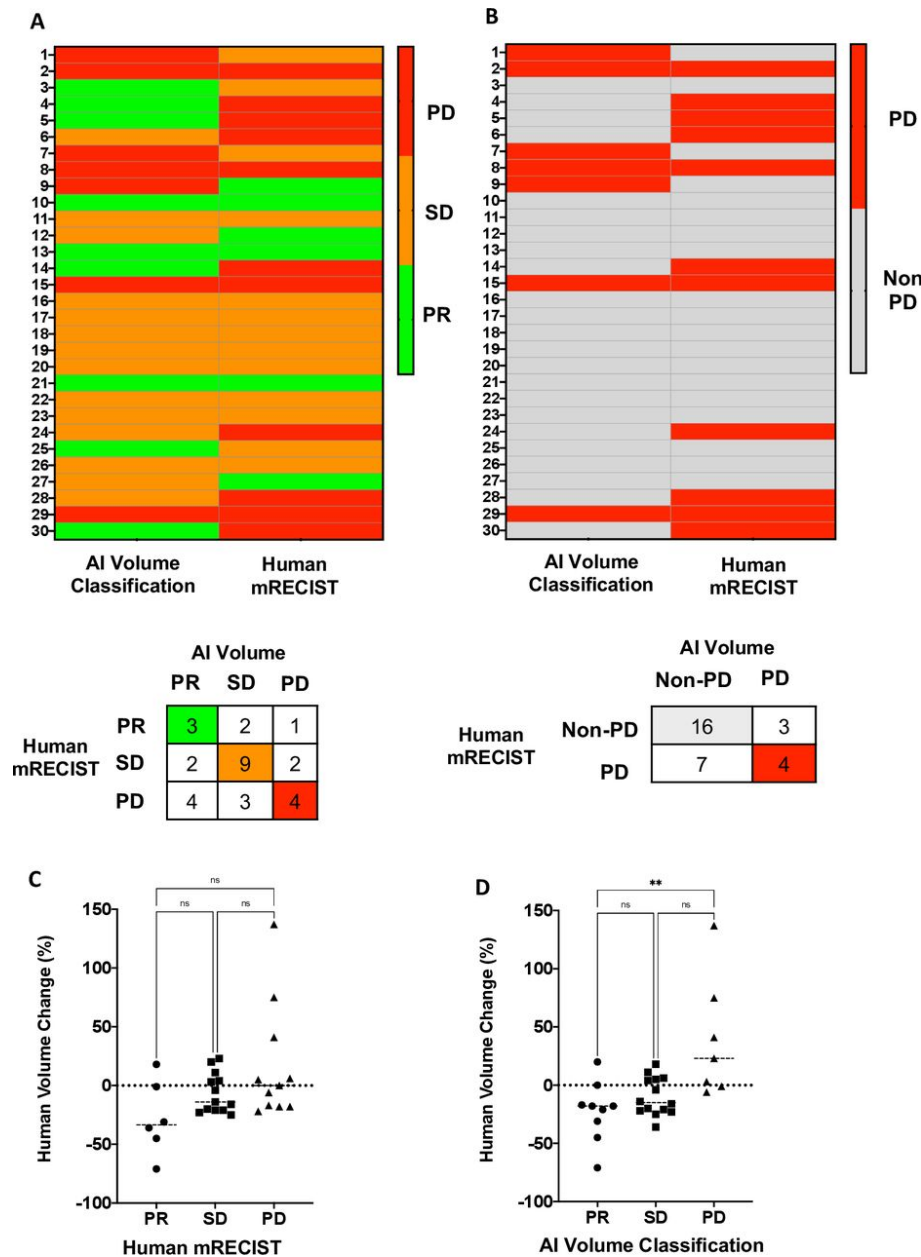 A
1
2
3
4
5
6
7
8
9
10
11
12
13
14
15
16
17
18
19
20
21
22
23
24
25
26
27
28
29
30
AI Volume Classification
Human mRECIST
PD
SD
PR
B
1
2
3
4
5
6
7
8
9
10
11
12
13
14
15
16
17
18
19
20
21
22
23
24
25
26
27
28
29
30
AI Volume Classification
Human mRECIST
PD
Non PD
AI Volume
PR SD PD
Human mRECIST
PR 3 2 1
SD 2 9 2
PD 4 3 4
AI Volume
Non-PD PD
Human mRECIST
Non-PD 16 3
PD 7 4
C
ns
ns ns
Human Volume Change (%)
150
100
50
0
-50
-100
PR SD PD
Human mRECIST
D
**
ns ns
Human Volume Change (%)
150
100
50
0
-50
-100
PR SD PD
AI Volume Classification